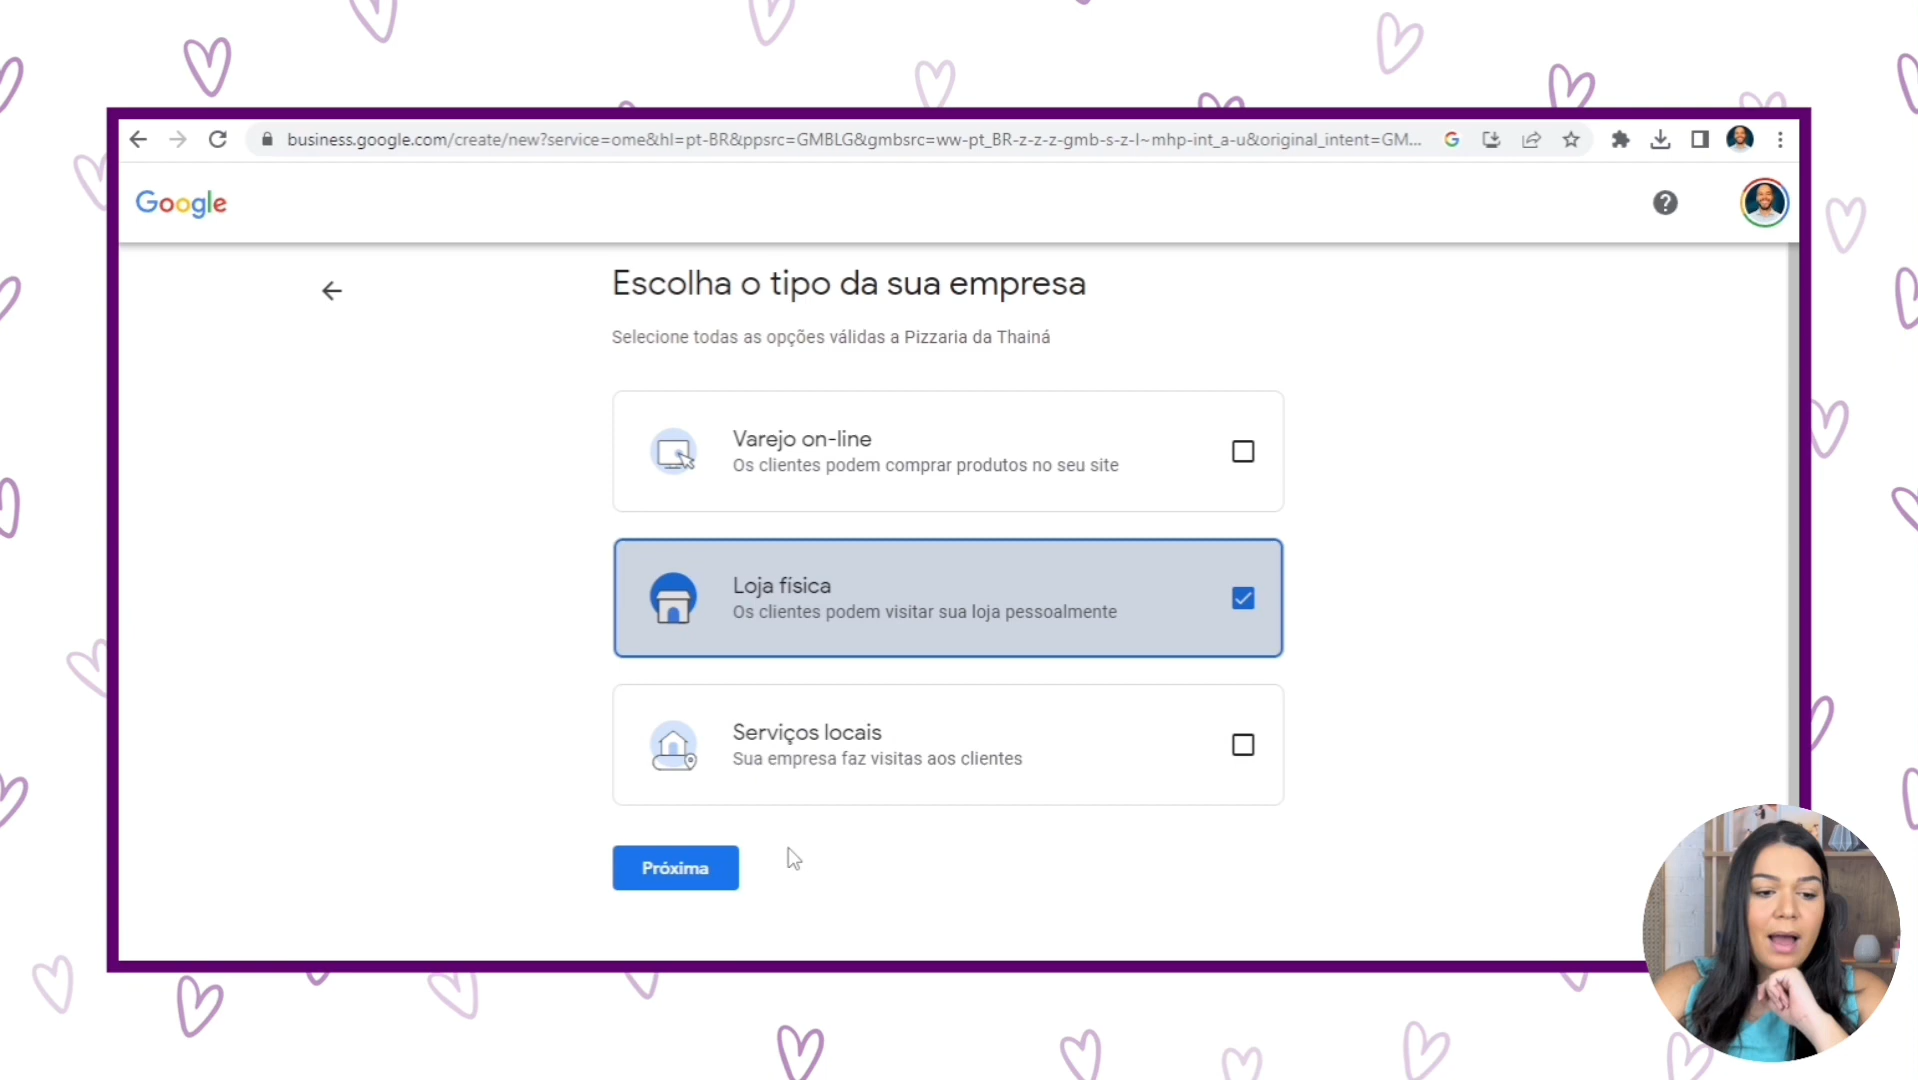 business.google.com/create/new?service=ome&hl=pt-BR&ppsrc=GMBLG&gmbsrc=ww-pt_BR-z-z-z-gmb-s-z-l~mhp-int_a-u&original_intent=GM...
Google
Escolha o tipo da sua empresa
Selecione todas as opções válidas a Pizzaria da Thainá
Varejo on-line
Os clientes podem comprar produtos no seu site
Loja física
Os clientes podem visitar sua loja pessoalmente
Serviços locais
Sua empresa faz visitas aos clientes
Próxima